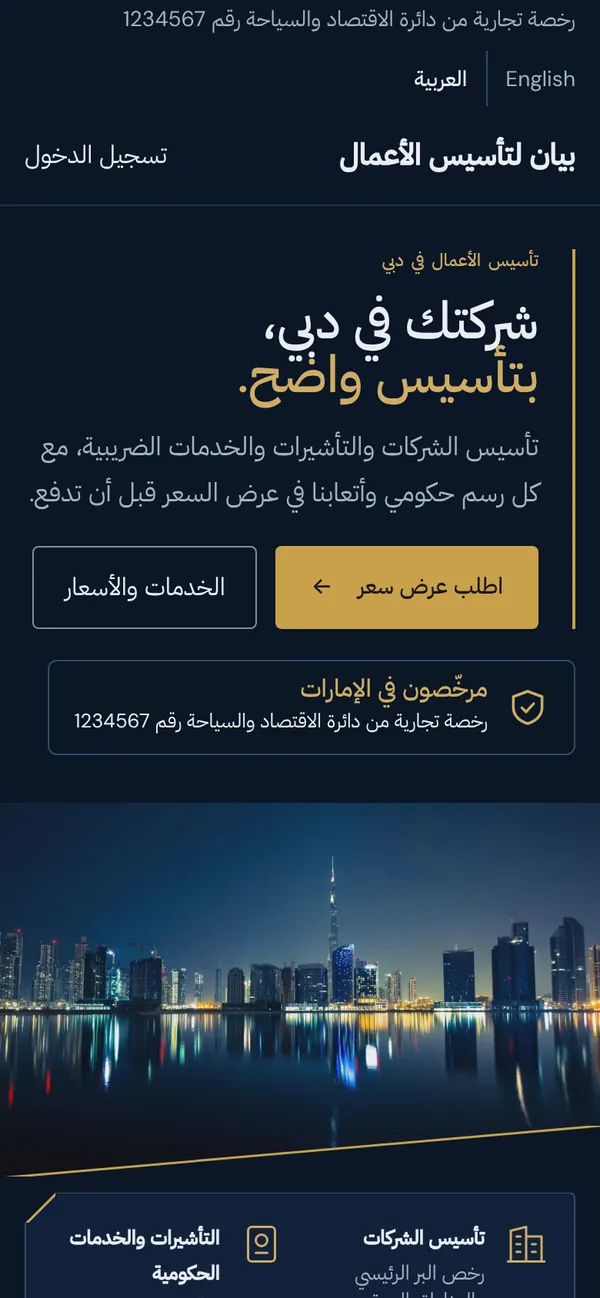 رخصة تجارية من دائرة الاقتصاد والسياحة رقم 1234567
English
العربية
بيان لتأسيس الأعمال
تسجيل الدخول
تأسيس الأعمال في دبي
شركتك في دبي،
بتأسيس واضح.
تأسيس الشركات والتأشيرات والخدمات الضريبية، مع
كل رسم حكومي وأتعابنا في عرض السعر قبل أن تدفع.
اطلب عرض سعر ←
الخدمات والأسعار
مرخّصون في الإمارات
رخصة تجارية من دائرة الاقتصاد والسياحة رقم 1234567
تأسيس الشركات
رخص البر الرئيسي
التأشيرات والخدمات
الحكومية